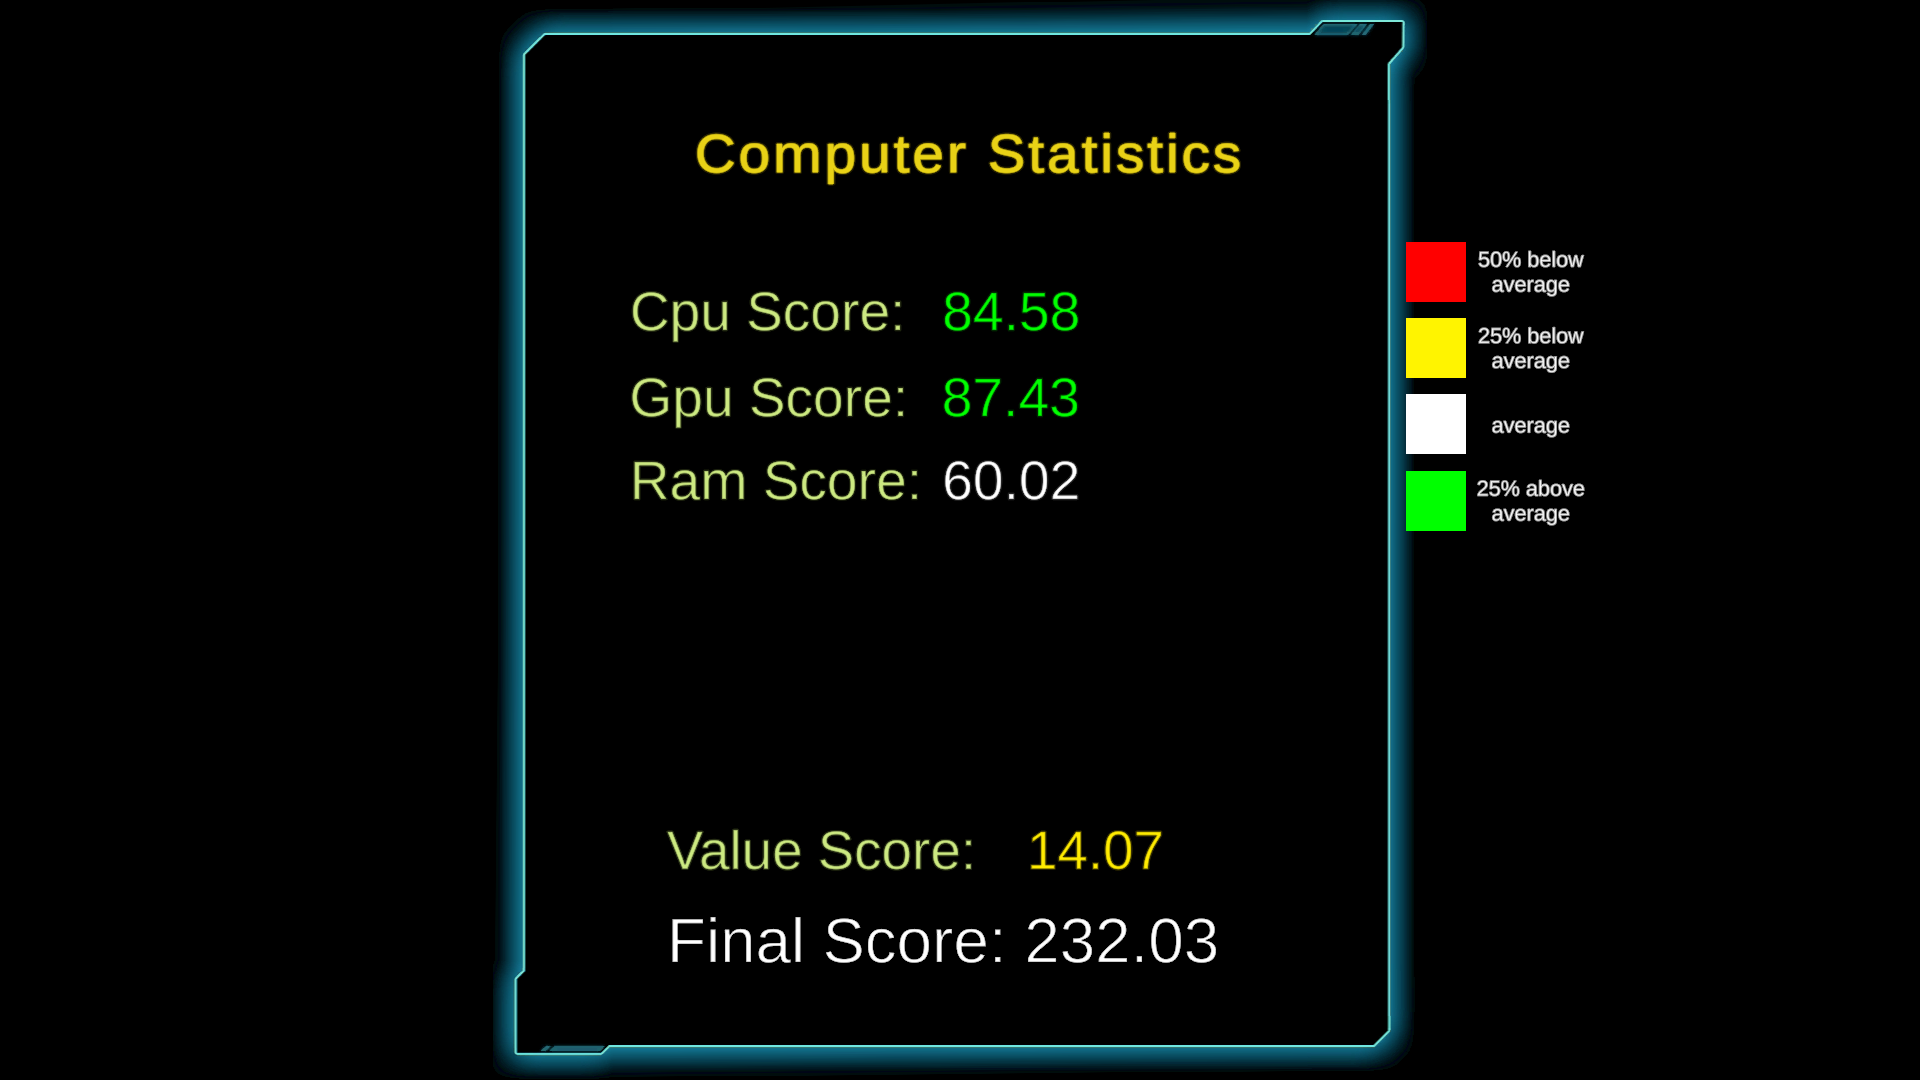 Computer Statistics
Cpu Score: 84.58
Gpu Score: 87.43
Ram Score: 60.02
Value Score: 14.07
Final Score: 232.03
50% below
average
25% below
average
average
25% above
average